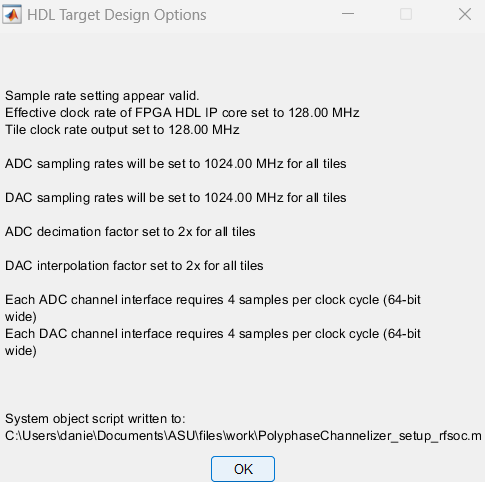 HDL Target Design Options
Sample rate setting appear valid.
Effective clock rate of FPGA HDL IP core set to 128.00 MHz
Tile clock rate output set to 128.00 MHz
ADC sampling rates will be set to 1024.00 MHz for all tiles
DAC sampling rates will be set to 1024.00 MHz for all tiles
ADC decimation factor set to 2x for all tiles
DAC interpolation factor set to 2x for all tiles
Each ADC channel interface requires 4 samples per clock cycle (64-bit
wide)
Each DAC channel interface requires 4 samples per clock cycle (64-bit
wide)
System object script written to:
C:\Users\danie\Documents\ASU\files\work\PolyphaseChannelizer_setup_rfsoc.m
OK